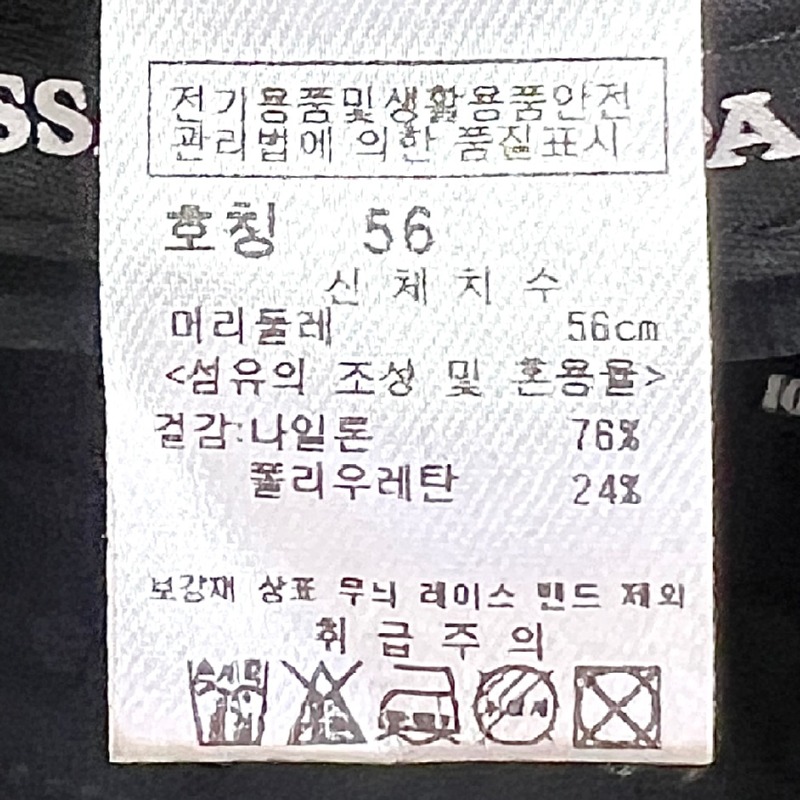 전기용품및생활용품안전
관리법에 의한 품질표시
호칭 56
신체치수
머리둘레 56cm
<섬유의 조성 및 혼용율>
겉감:나일론 76%
폴리우레탄 24%
보강재 상표 무늬 레이스 밴드 제외
취급주의